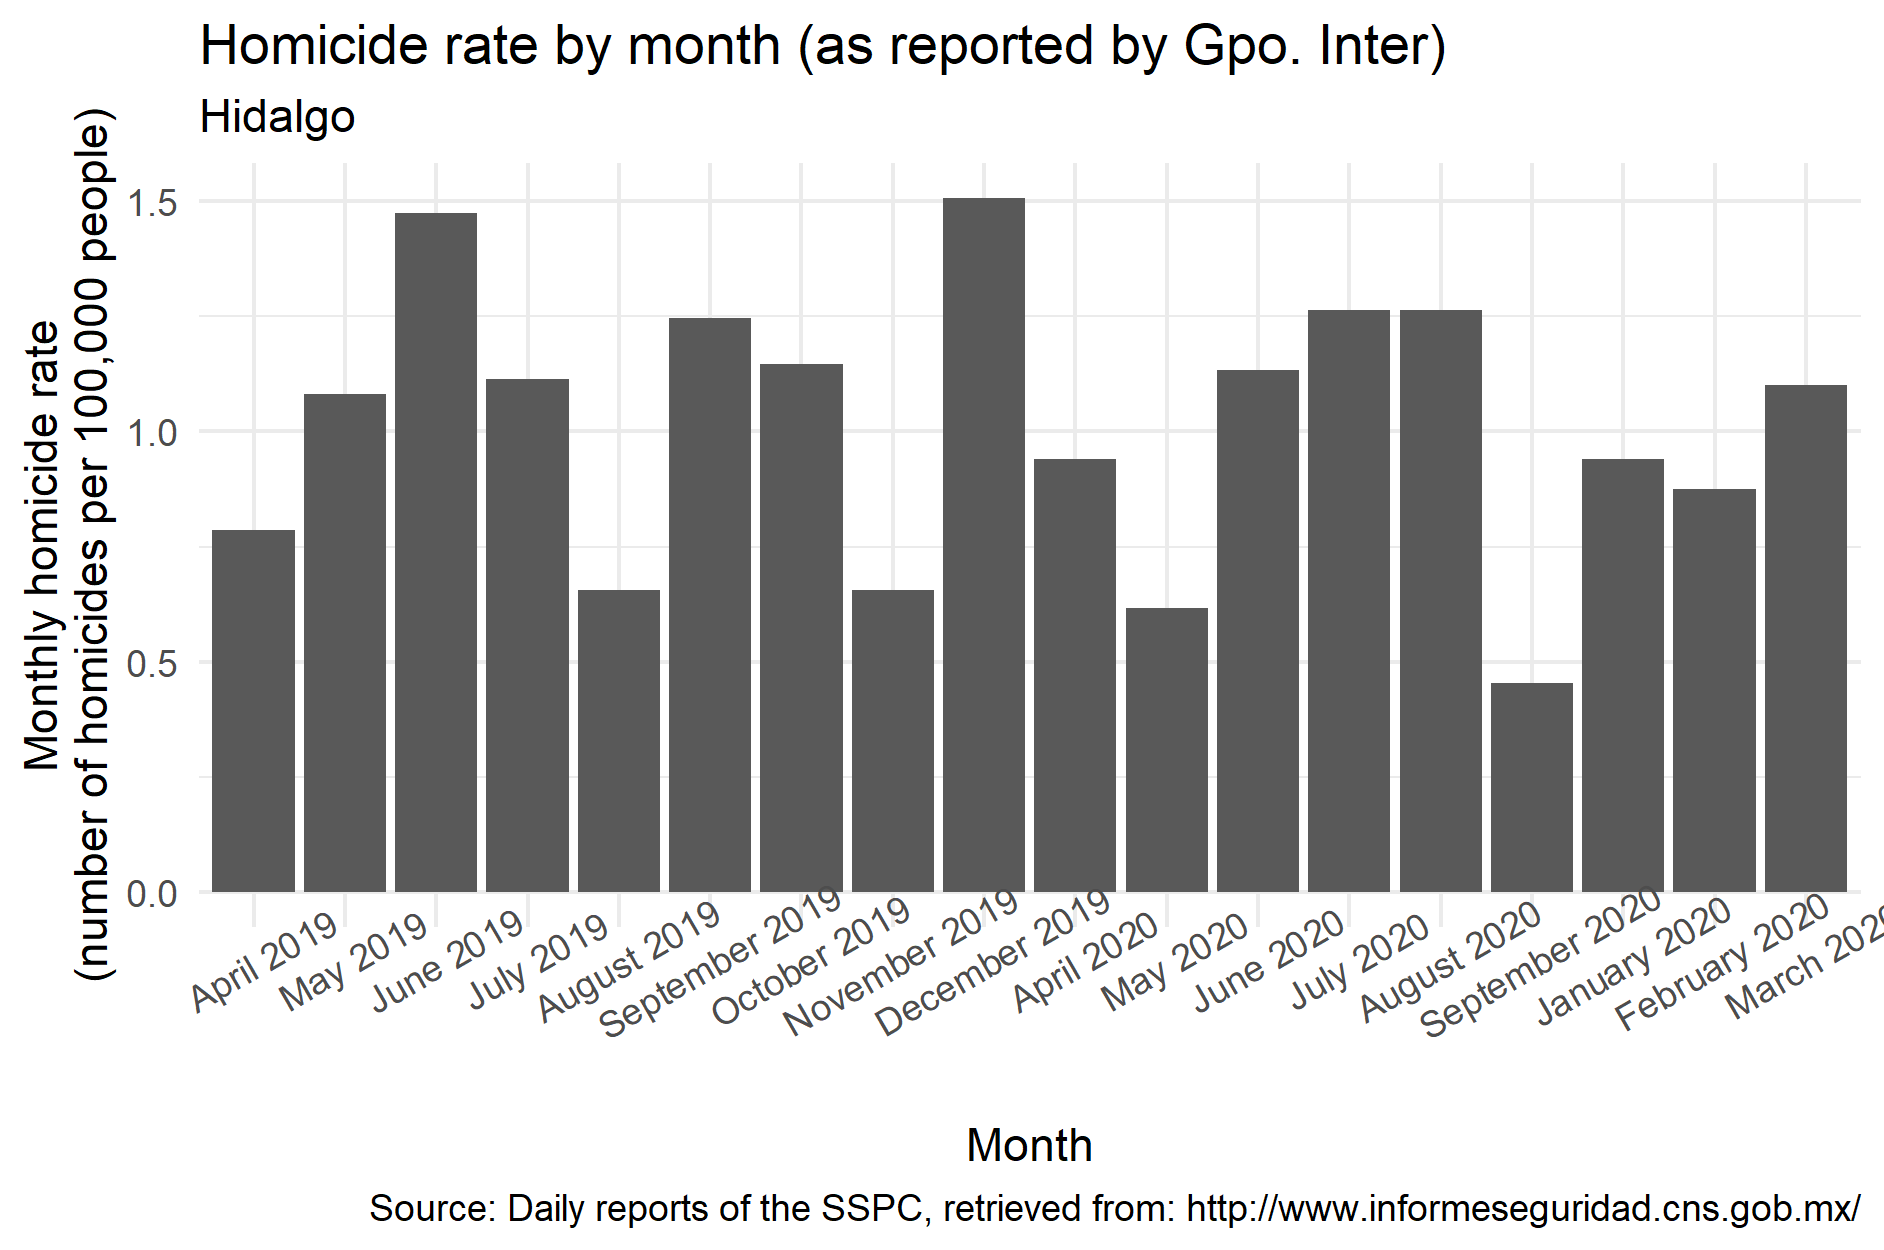 Homicide rate by month (as reported by Gpo. Inter)
Hidalgo
Monthly homicide rate
(number of homicides per 100,000 people)
1.5
1.0
0.5
0.0
April 2019
May 2019
June 2019
July 2019
August 2019
September 2019
October 2019
November 2019
December 2019
April 2020
May 2020
June 2020
July 2020
August 2020
September 2020
January 2020
February 2020
March 2020
Month
Source: Daily reports of the SSPC, retrieved from: http://www.informeseguridad.cns.gob.mx/